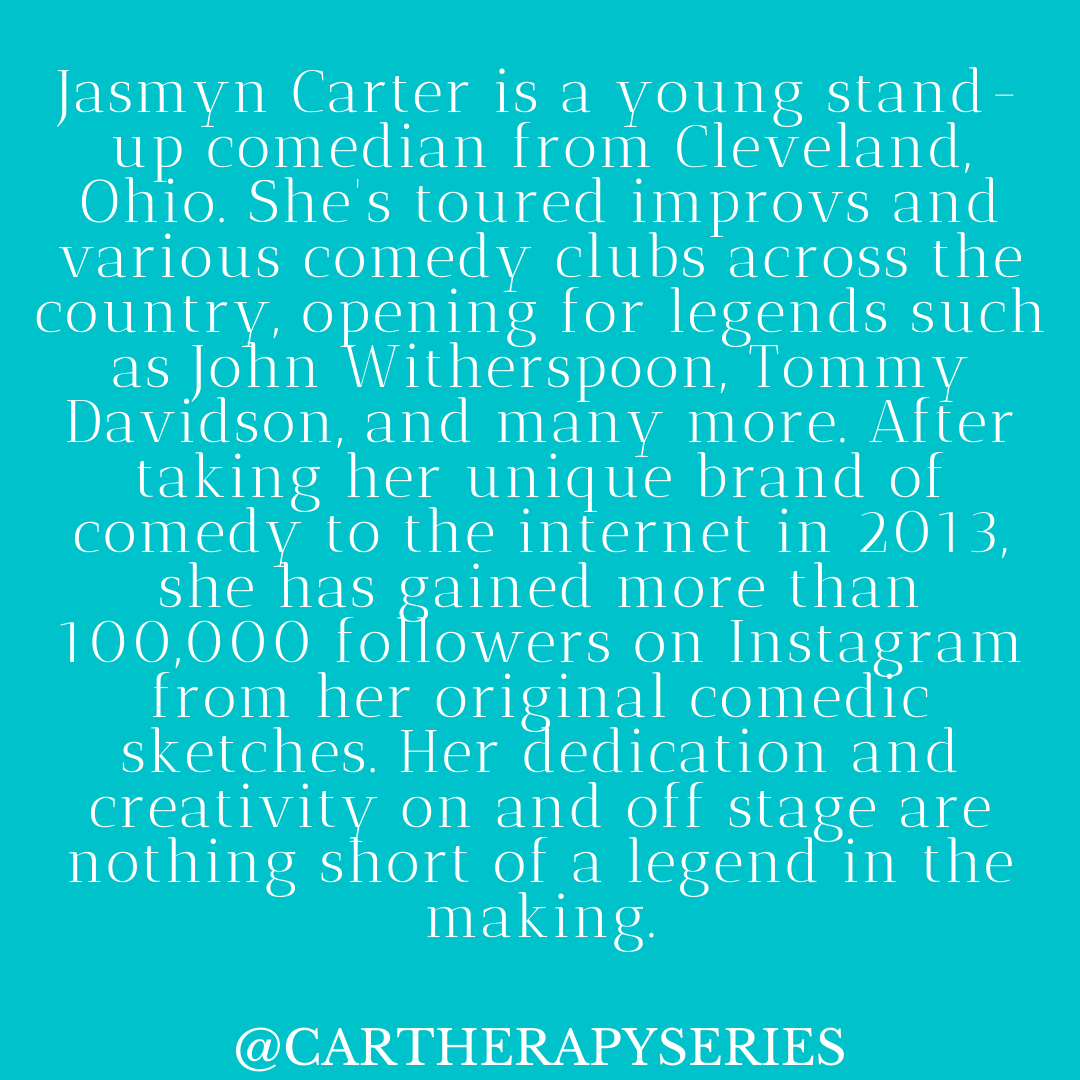 Jasmyn Carter is a young stand-
up comedian from Cleveland,
Ohio. She's toured improvs and
various comedy clubs across the
country, opening for legends such
as John Witherspoon, Tommy
Davidson, and many more. After
taking her unique brand of
comedy to the internet in 2013,
she has gained more than
100,000 followers on Instagram
from her original comedic
sketches. Her dedication and
creativity on and off stage are
nothing short of a legend in the
making.
@CARTHERAPYSERIES